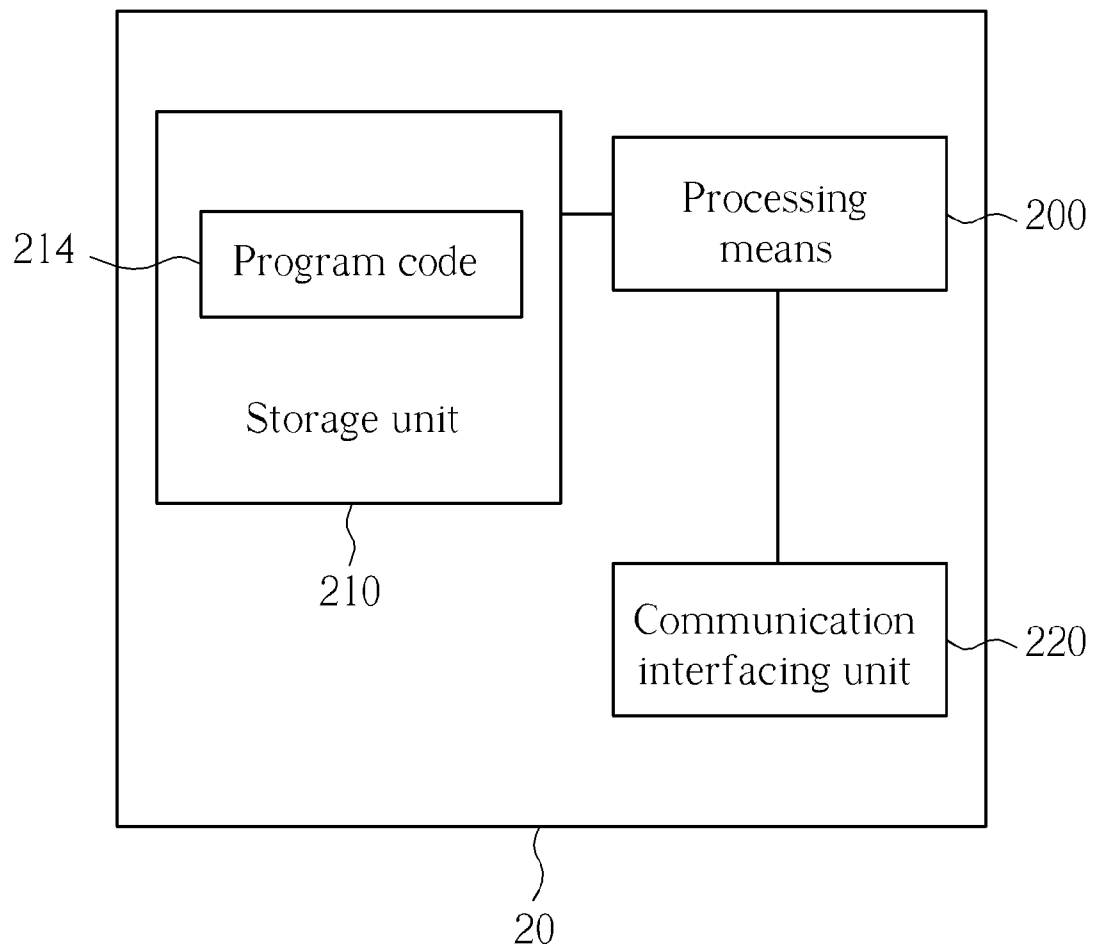 Processing
means
200
214
Program code
Storage unit
210
Communication
interfacing unit
220
20